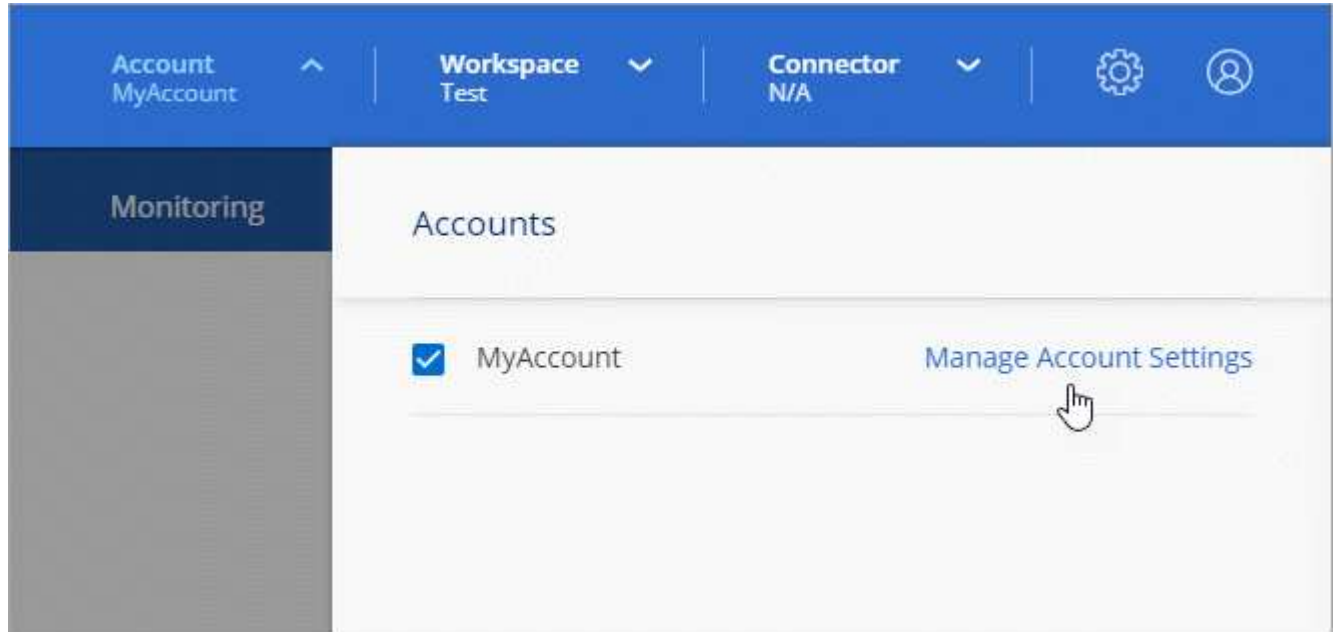 Account
MyAccount
Workspace
Test
Connector
N/A
Monitoring
Accounts
MyAccount
Manage Account Settings